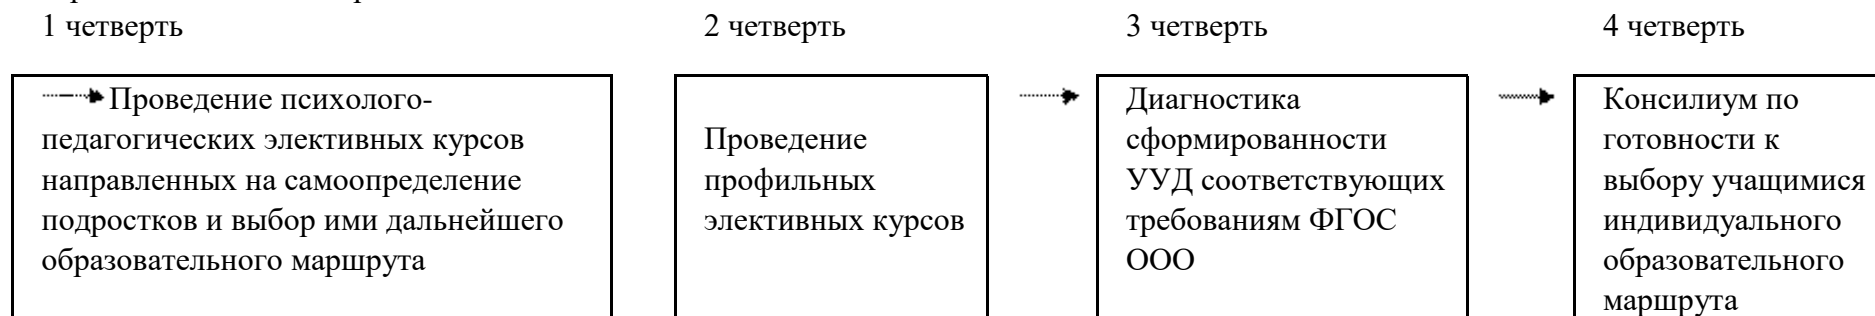 1 четверть
2 четверть
3 четверть
4 четверть
Проведение психолого-
педагогических элективных курсов
направленных на самоопределение
подростков и выбор ими дальнейшего
образовательного маршрута
Проведение
профильных
элективных курсов
Диагностика
сформированности
УУД соответствующих
требованиям ФГОС
ООО
Консилиум по
готовности к
выбору учащимися
индивидуального
образовательного
маршрута